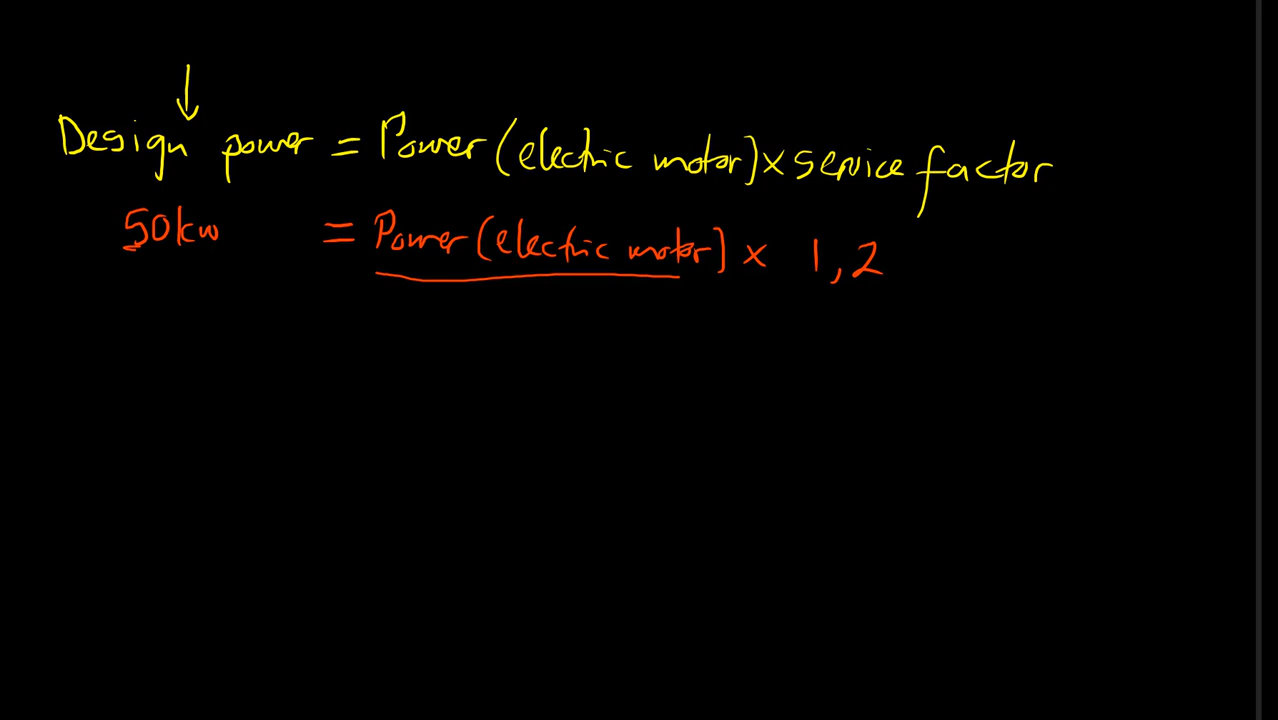 Design power = Power (electric motor) x service factor
50kw = Power (electric motor) x 1,2